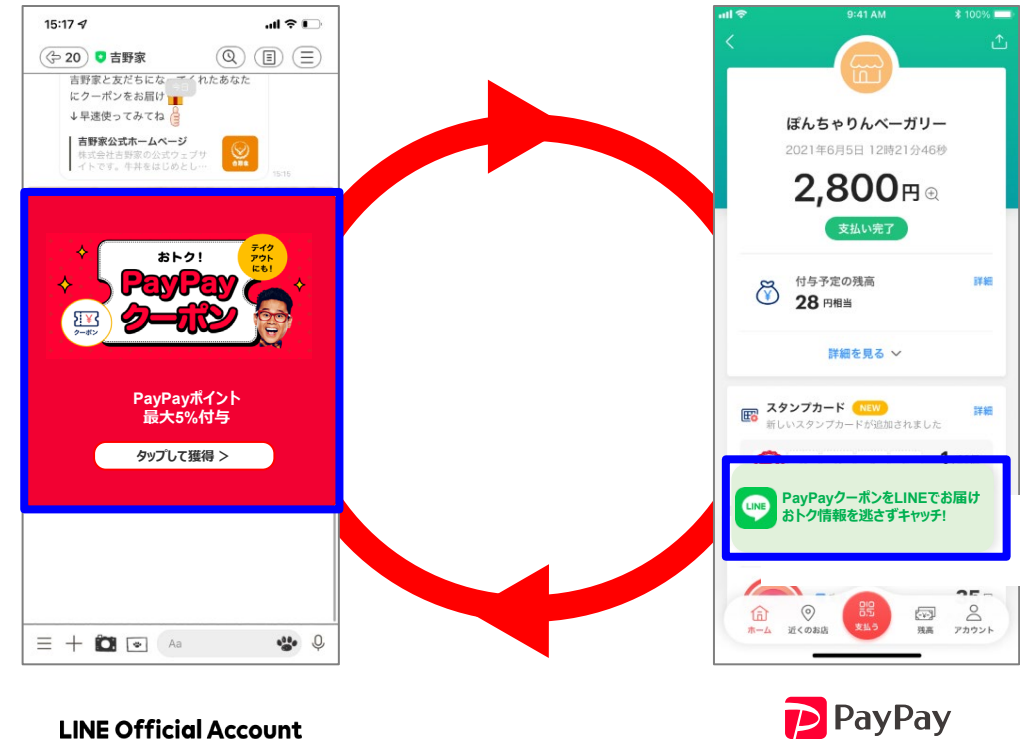 15:17
20
吉野家
吉野家と友だちにな
てくれたあなた
にクーポンをお届け
今日
↓早速使ってみてね
吉野家公式ホームページ
株式会社吉野家の公式ウェブサ
イトです。牛丼をはじめとし…
吉野家
15:15
おトク!
PayPay
クーポン
テイク
アウト
にも!
クーポン
PayPayポイント
最大5%付与
タップして獲得 >
Aa
LINE Official Account
9:41 AM
100%
ぽんちゃりんベーカリー
2021年6月5日 12時21分46秒
2,800円
支払い完了
付与予定の残高
28 円相当
詳細
詳細を見る
スタンプカード NEW
詳細
新しいスタンプカードが追加されました
LINE
PayPayクーポンをLINEでお届け
おトク情報を逃さずキャッチ!
ホーム
近くのお店
支払う
残高
アカウント
PayPay